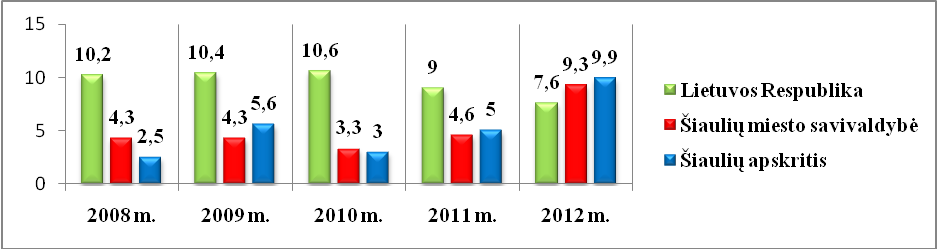 15
10
5
0
10,2
4,3
2,5
10,4
4,3
5,6
10,6
3,3
3
9
4,6
5
7,6
9,3
9,9
2008 m.
2009 m.
2010 m.
2011 m.
2012 m.
Lietuvos Respublika
Šiaulių miesto savivaldybė
Šiaulių apskritis